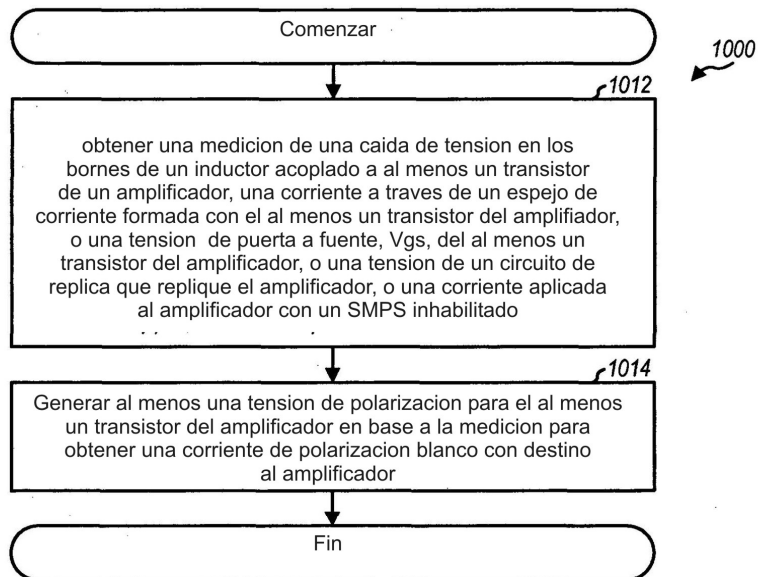 Comenzar
1000
1012
obtener una medicion de una caida de tension en los
bornes de un inductor acoplado a al menos un transistor
de un amplificador, una corriente a traves de un espejo de
corriente formada con el al menos un transistor del amplifiador,
o una tension de puerta a fuente, Vgs, del al menos un
transistor del amplificador, o una tension de un circuito de
replica que replique el amplificador, o una corriente aplicada
al amplificador con un SMPS inhabilitado
1014
Generar al menos una tension de polarizacion para el al menos
un transistor del amplificador en base a la medicion para
obtener una corriente de polarizacion blanco con destino
al amplificador
Fin